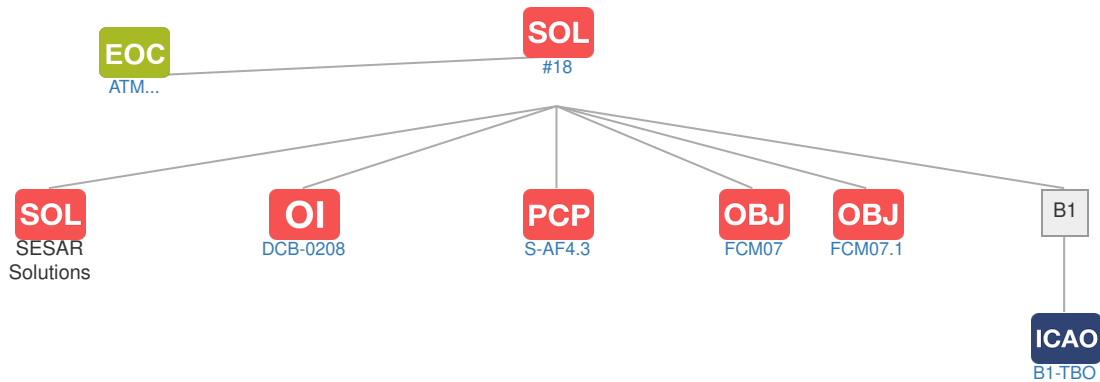 EOC
ATM...
SOL
#18
SOL
SESAR
Solutions
OI
DCB-0208
PCP
S-AF4.3
OBJ
FCM07
OBJ
FCM07.1
B1
ICAO
B1-TBO